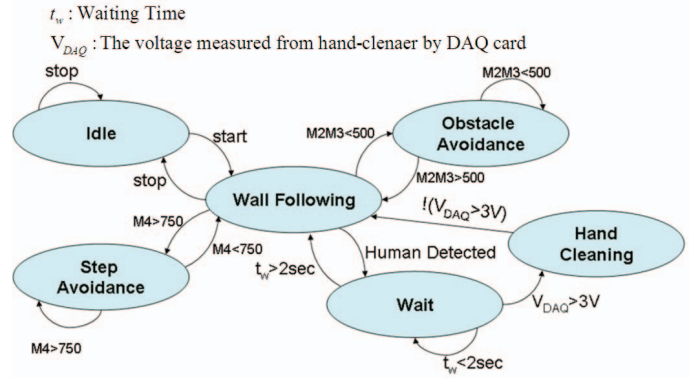 t_w : Waiting Time
V_DAQ : The voltage measured from hand-clenaer by DAQ card
stop
M2M3<500
Idle
start
M2M3<500
Obstacle
Avoidance
stop
M2M3>500
Wall Following
!(V_DAQ>3V)
M4>750
M4<750
Hand
Cleaning
Step
Avoidance
t_w>2sec
Human Detected
Wait
V_DAQ>3V
M4>750
t_w<2sec